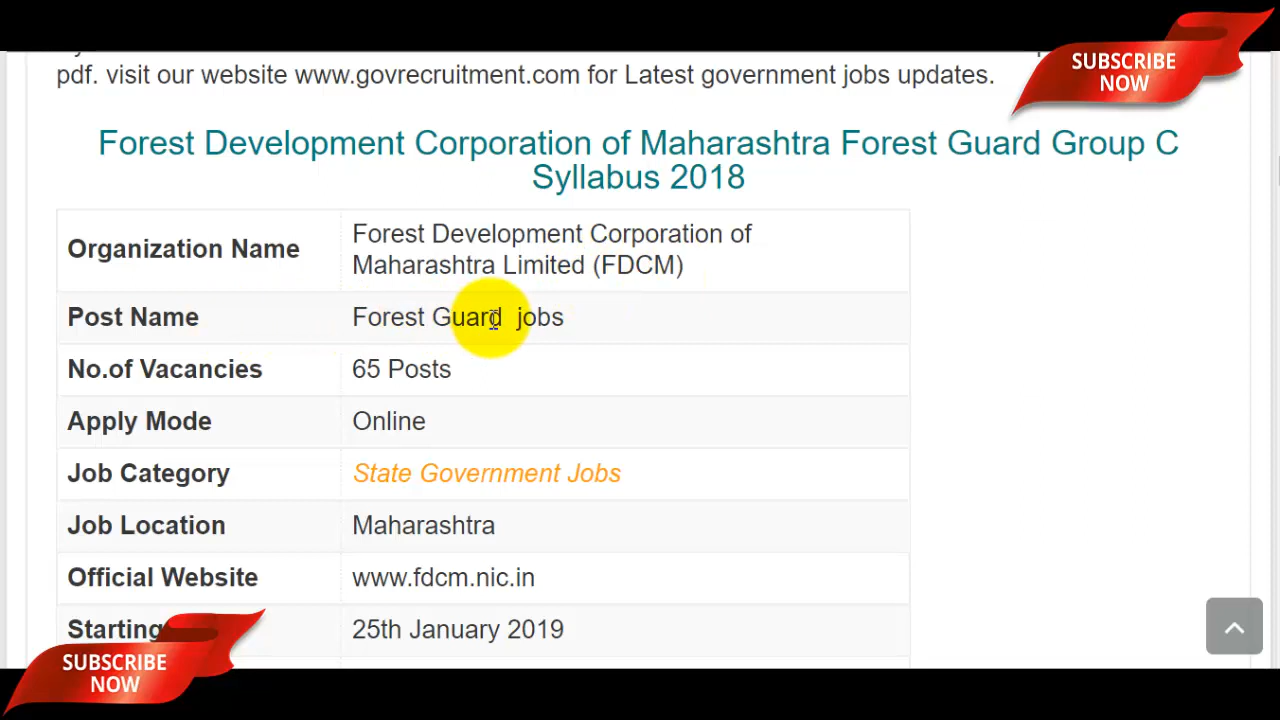 SUBSCRIBE
NOW
pdf. visit our website www.govrecruitment.com for Latest government jobs updates.
Forest Development Corporation of Maharashtra Forest Guard Group C
Syllabus 2018
Organization Name
Forest Development Corporation of
Maharashtra Limited (FDCM)
Post Name
Forest Guard jobs
No.of Vacancies
65 Posts
Apply Mode
Online
Job Category
State Government Jobs
Job Location
Maharashtra
Official Website
www.fdcm.nic.in
Starting
25th January 2019
SUBSCRIBE
NOW